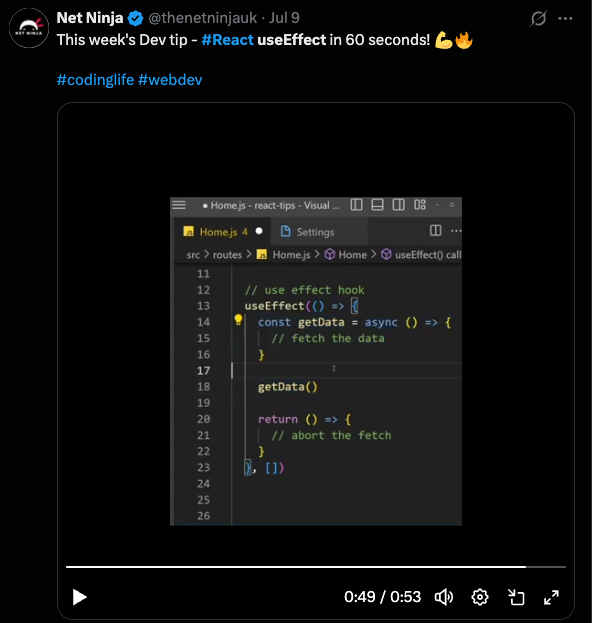 Net Ninja @thenetninjauk · Jul 9
This week's Dev tip - #React useEffect in 60 seconds! 💪🔥
#codinglife #webdev
● Home.js - react-tips - Visual ...
JS Home.js 4 ● Settings
src > routes > JS Home.js > Home > useEffect() call
11
12 // use effect hook
13 useEffect(() => {
14 const getData = async () => {
15 // fetch the data
16 }
17
18 getData()
19
20 return () => {
21 // abort the fetch
22 }
23 }, [])
24
25
26
0:49 / 0:53